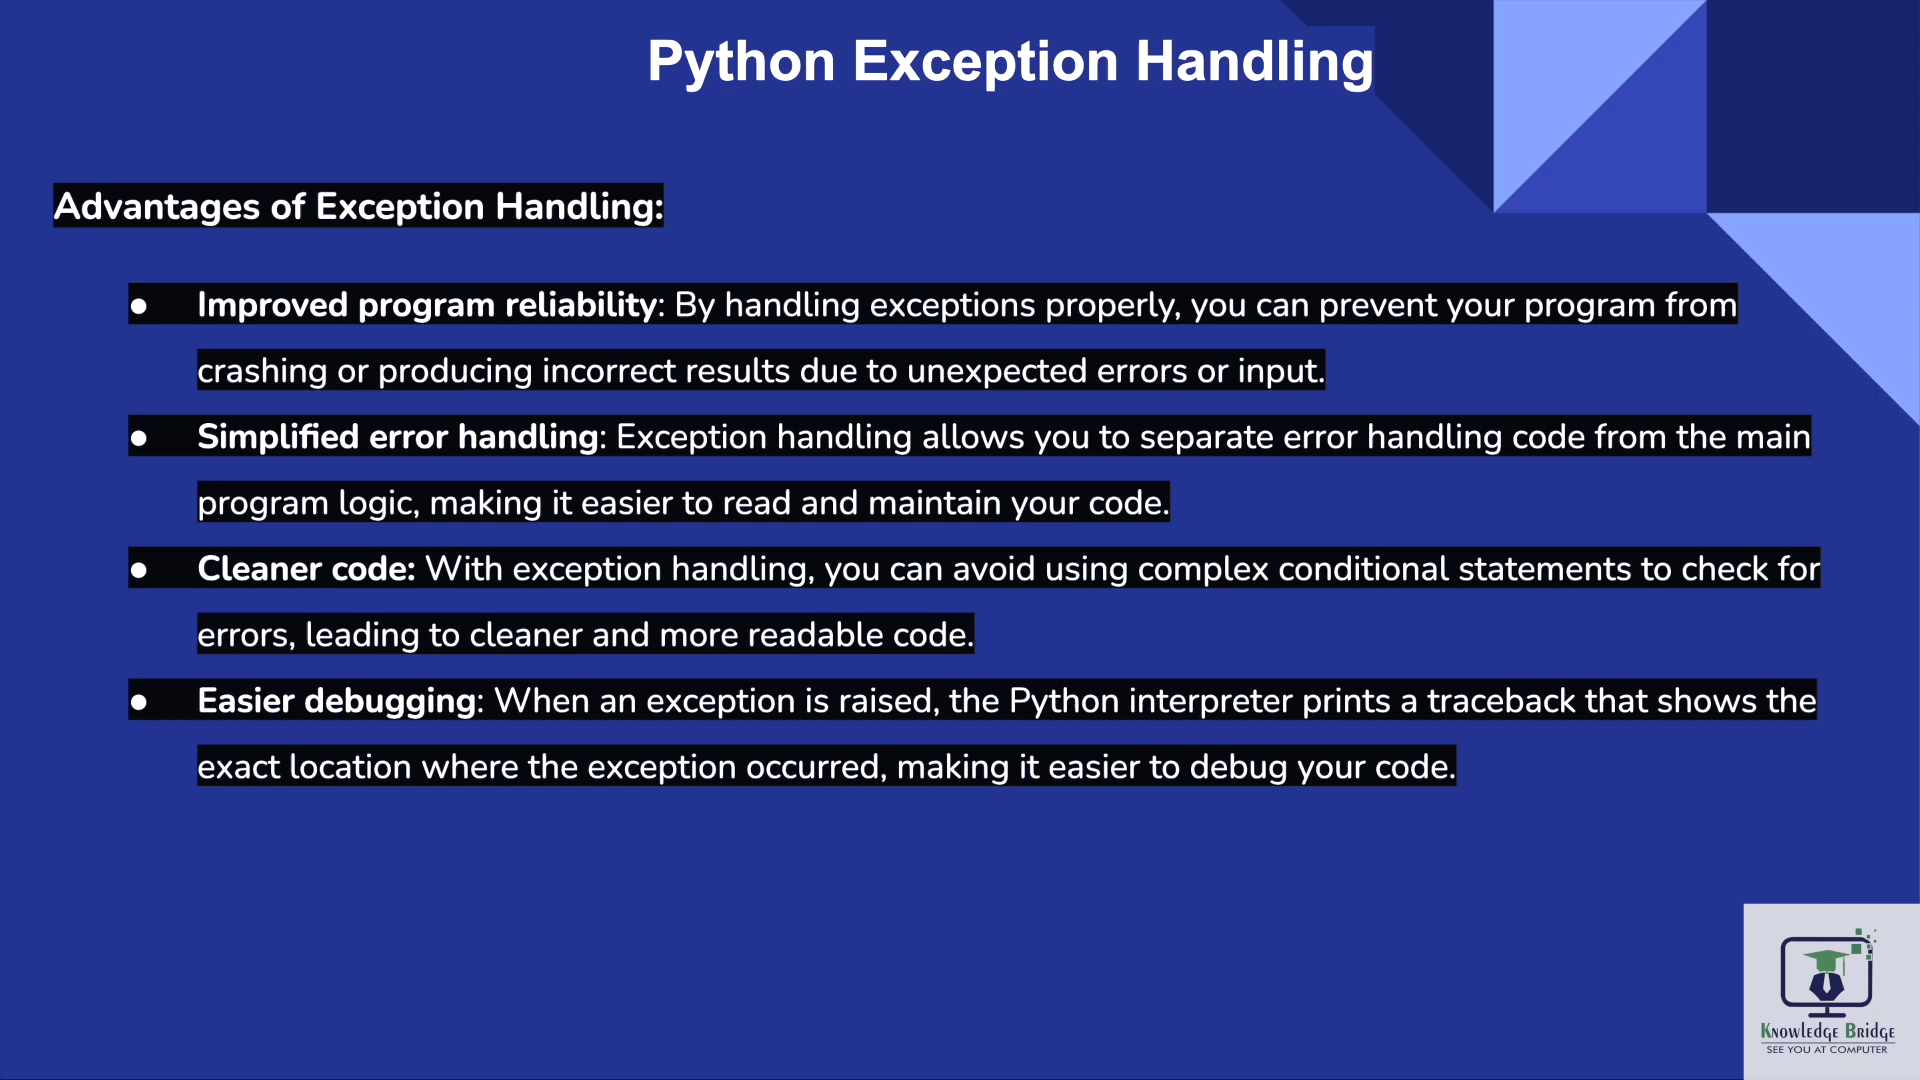 Python Exception Handling
Advantages of Exception Handling:
● Improved program reliability: By handling exceptions properly, you can prevent your program from
crashing or producing incorrect results due to unexpected errors or input.
● Simplified error handling: Exception handling allows you to separate error handling code from the main
program logic, making it easier to read and maintain your code.
● Cleaner code: With exception handling, you can avoid using complex conditional statements to check for
errors, leading to cleaner and more readable code.
● Easier debugging: When an exception is raised, the Python interpreter prints a traceback that shows the
exact location where the exception occurred, making it easier to debug your code.
Knowledge Bridge
SEE YOU AT COMPUTER